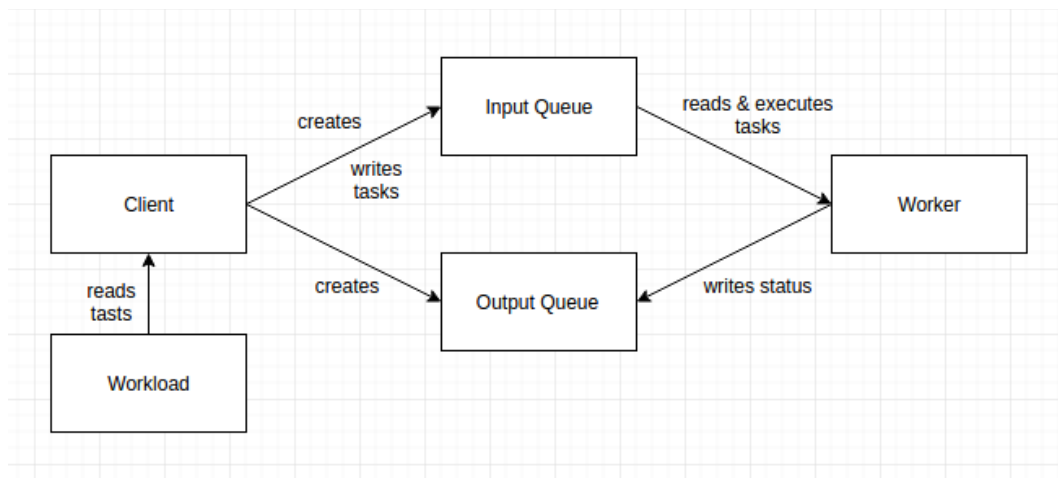 Input Queue
reads & executes
tasks
creates
writes
tasks
Client
Worker
creates
Output Queue
writes status
reads
tasts
Workload